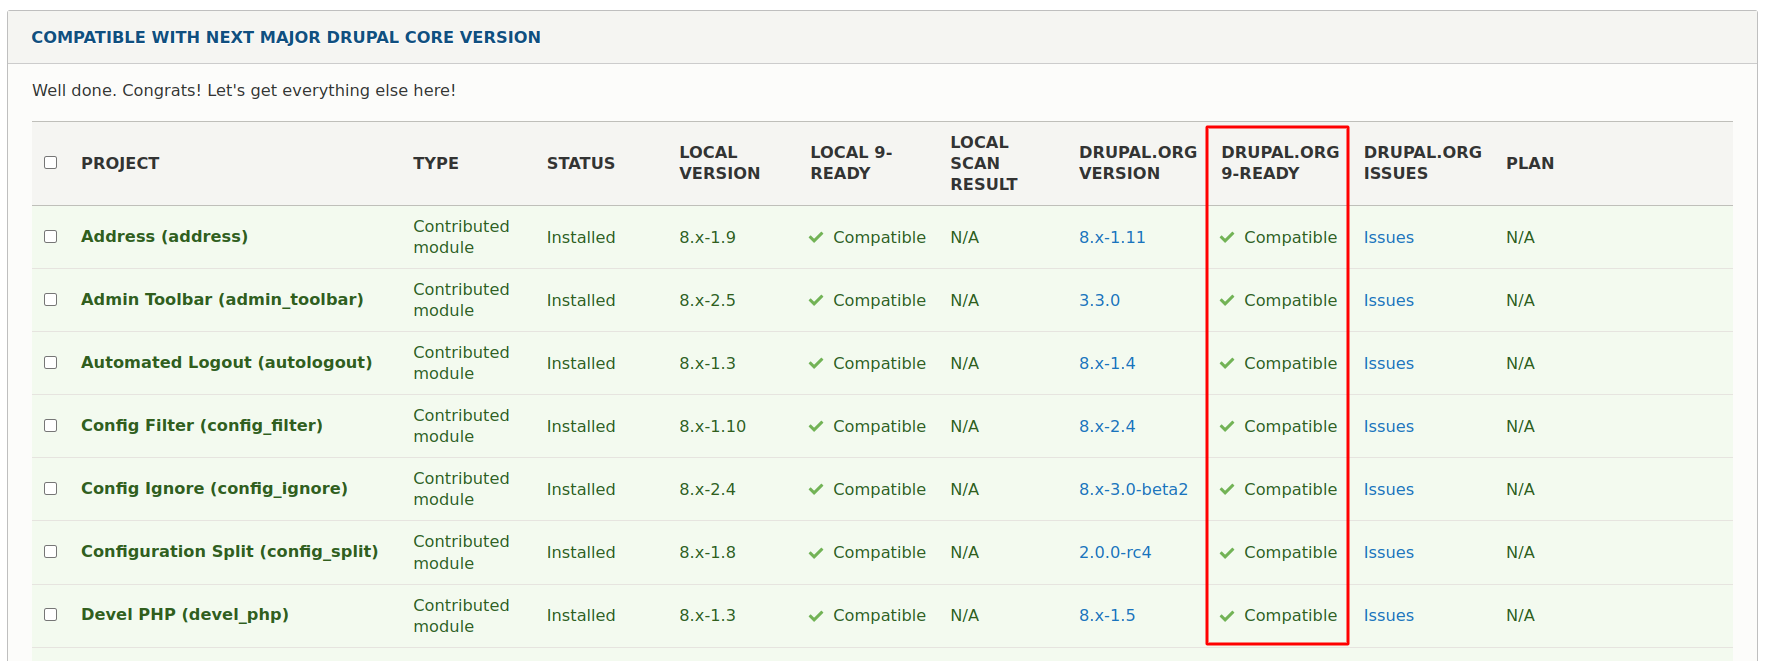 COMPATIBLE WITH NEXT MAJOR DRUPAL CORE VERSION
Well done. Congrats! Let's get everything else here!
PROJECT TYPE STATUS LOCAL VERSION LOCAL 9-READY LOCAL SCAN RESULT DRUPAL.ORG VERSION DRUPAL.ORG 9-READY DRUPAL.ORG ISSUES PLAN
Address (address) Contributed module Installed 8.x-1.9 Compatible N/A 8.x-1.11 Compatible Issues N/A
Admin Toolbar (admin_toolbar) Contributed module Installed 8.x-2.5 Compatible N/A 3.3.0 Compatible Issues N/A
Automated Logout (autologout) Contributed module Installed 8.x-1.3 Compatible N/A 8.x-1.4 Compatible Issues N/A
Config Filter (config_filter) Contributed module Installed 8.x-1.10 Compatible N/A 8.x-2.4 Compatible Issues N/A
Config Ignore (config_ignore) Contributed module Installed 8.x-2.4 Compatible N/A 8.x-3.0-beta2 Compatible Issues N/A
Configuration Split (config_split) Contributed module Installed 8.x-1.8 Compatible N/A 2.0.0-rc4 Compatible Issues N/A
Devel PHP (devel_php) Contributed module Installed 8.x-1.3 Compatible N/A 8.x-1.5 Compatible Issues N/A